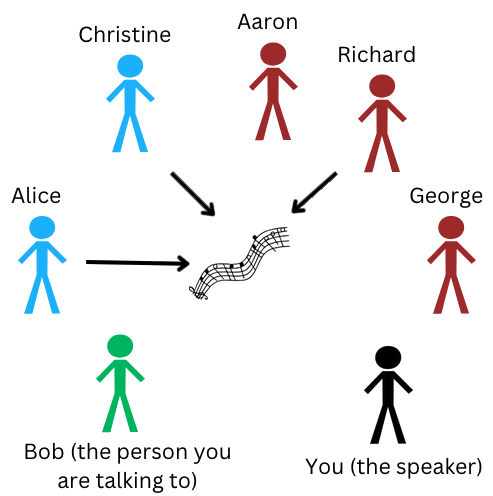 Aaron
Christine
Richard
Alice
George
Bob (the person you
are talking to)
You (the speaker)